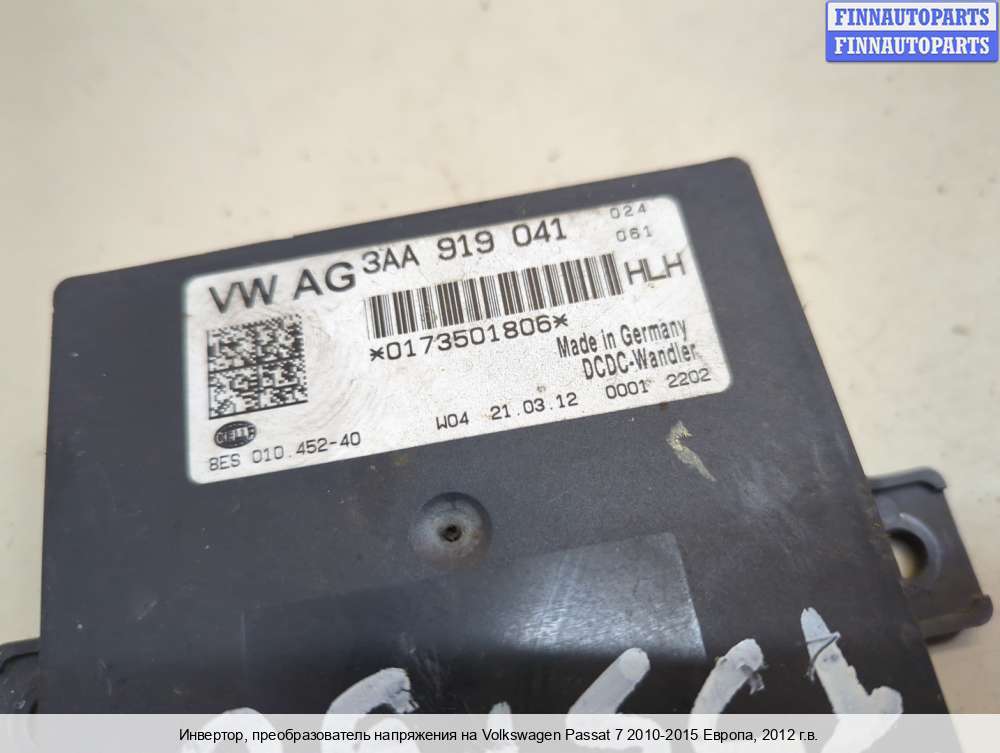 FINNAUTOPARTS
FINNAUTOPARTS
VW AG 3AA 919 041 024
061
HLH
*0173501806*
Made in Germany
DCDC-Wandler
HELLA
W04 21.03.12 0001 2202
8ES 010.452-40
Инвертор, преобразователь напряжения на Volkswagen Passat 7 2010-2015 Европа, 2012 г.в.